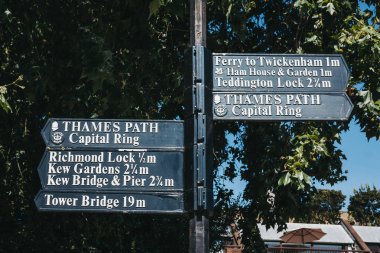 THAMES PATH
Capital Ring
Richmond Lock ½m
Kew Gardens 2¼m
Kew Bridge & Pier 2¾m
Tower Bridge 19m
Ferry to Twickenham 1m
Ham House & Garden 1m
Teddington Lock 2¾m
THAMES PATH
Capital Ring